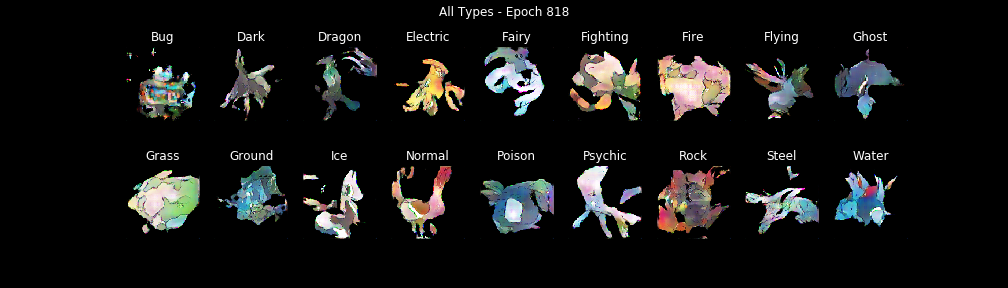 All Types - Epoch 818
Bug Dark Dragon Electric Fairy Fighting Fire Flying Ghost
Grass Ground Ice Normal Poison Psychic Rock Steel Water